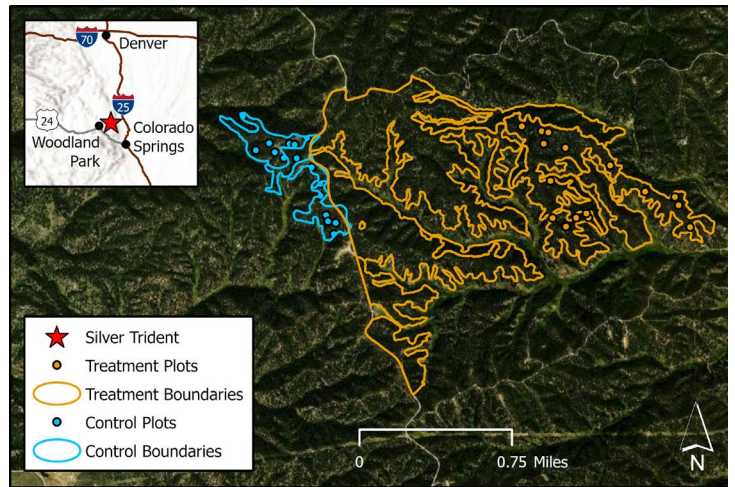 70
Denver
25
24
Woodland
Park
Colorado
Springs
Silver Trident
Treatment Plots
Treatment Boundaries
Control Plots
Control Boundaries
0
0.75 Miles
N